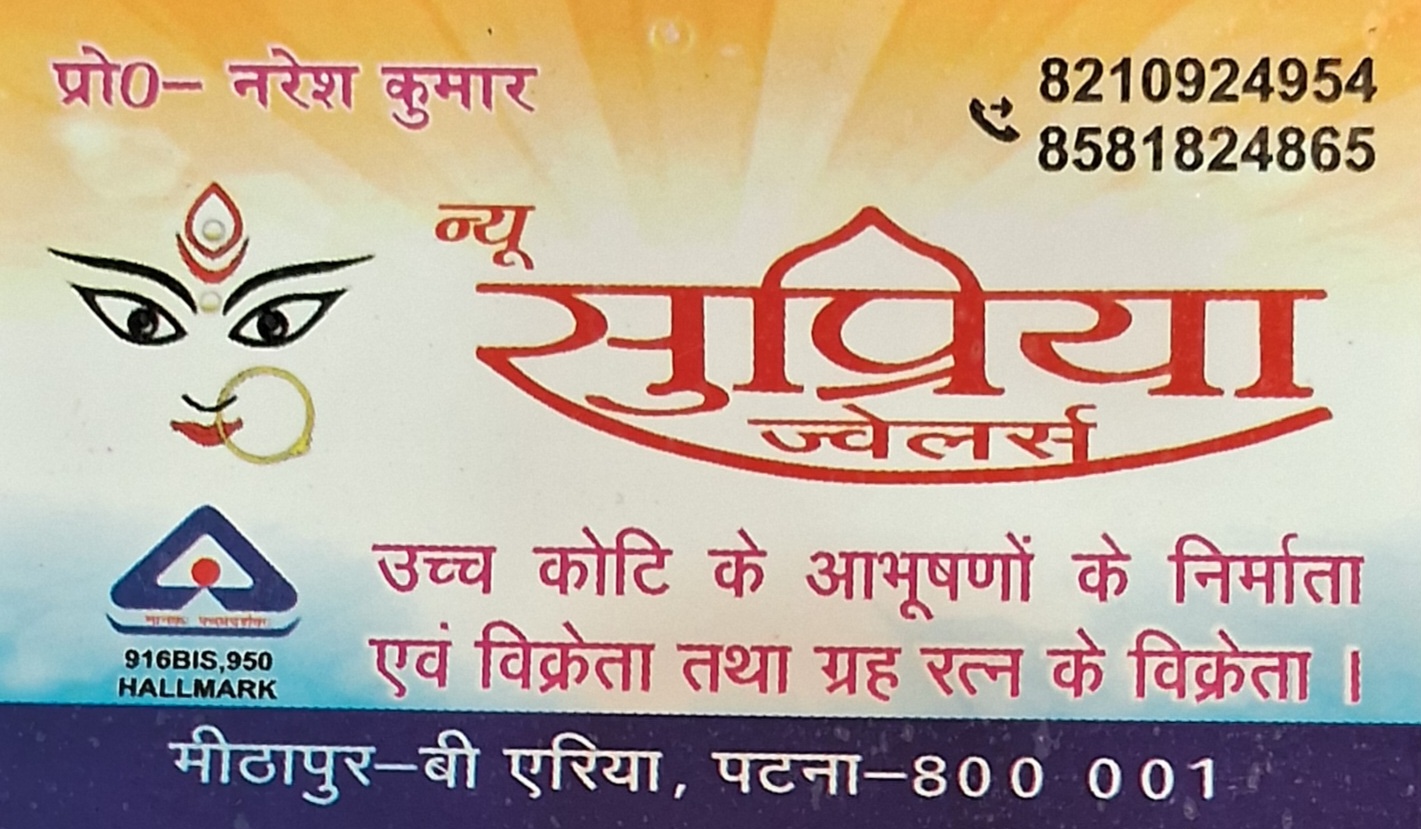 प्रो0– नरेश कुमार
8210924954
8581824865
न्यू
सुप्रिया
ज्वेलर्स
916BIS,950
HALLMARK
उच्च कोटि के आभूषणों के निर्माता
एवं विक्रेता तथा ग्रह रत्न के विक्रेता ।
मीठापुर–बी एरिया, पटना–800 001